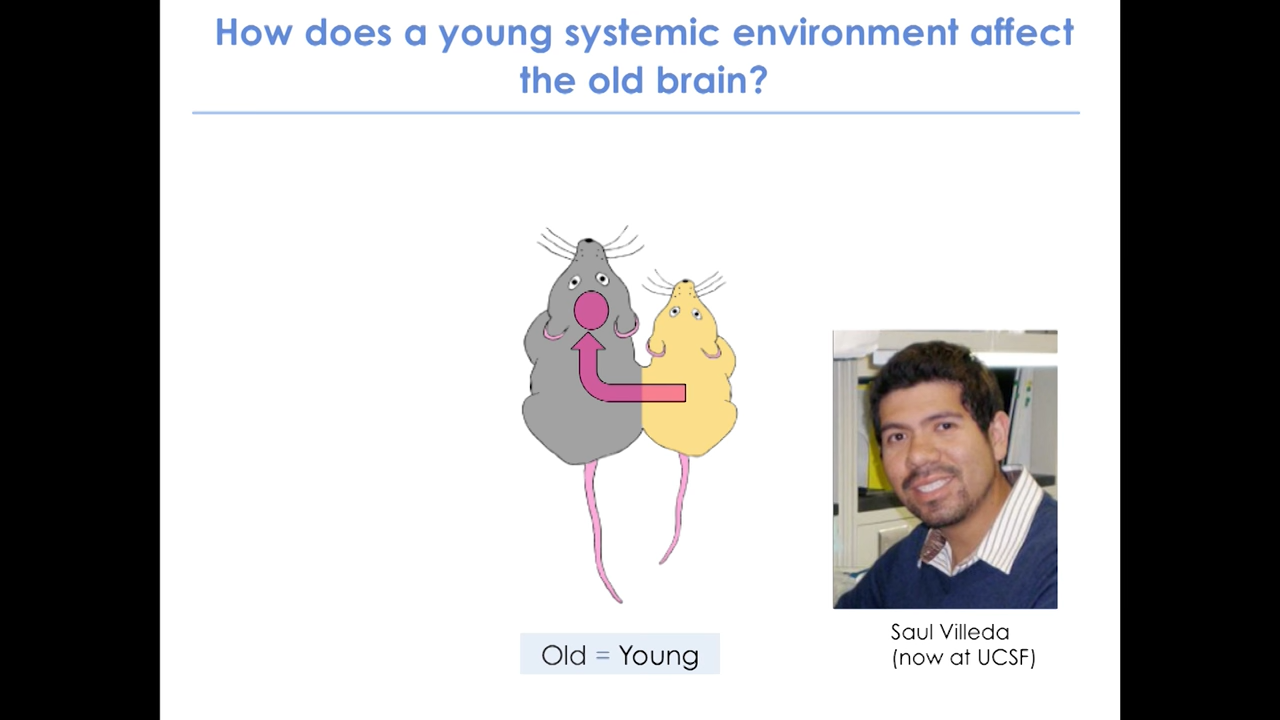 How does a young systemic environment affect
the old brain?
Old = Young
Saul Villeda
(now at UCSF)